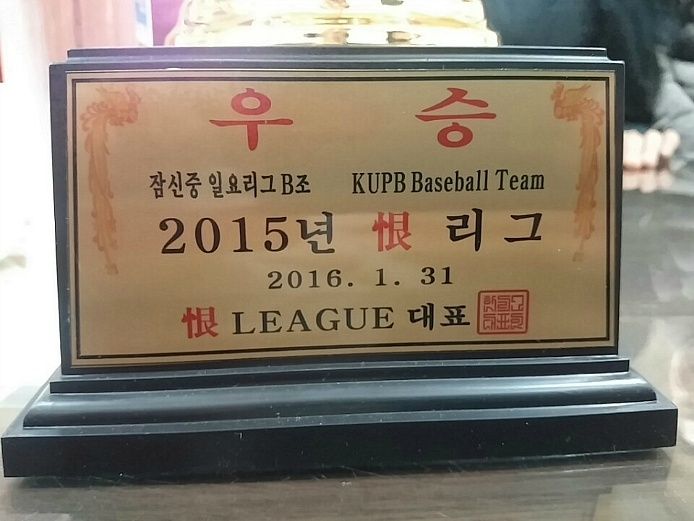 우 승
잠신중 일요리그B조 KUPB Baseball Team
2015년 恨 리그
2016. 1. 31
恨 LEAGUE 대표